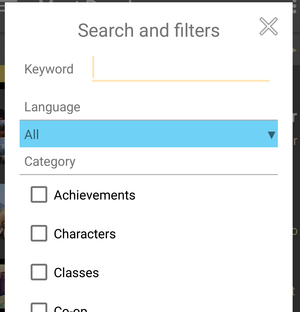 Search and filters
Keyword
Language
All
Category
Achievements
Characters
Classes
Co-op